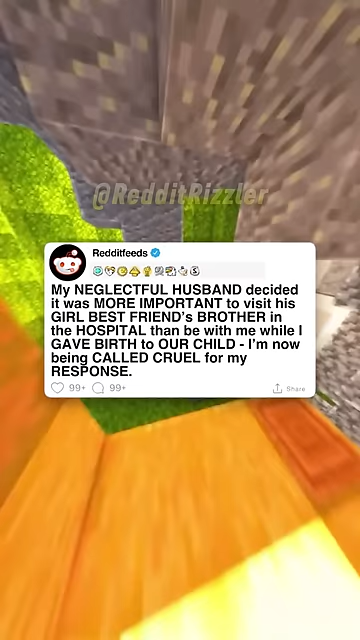 @RedditRizzler
Redditfeeds
My NEGLECTFUL HUSBAND decided
it was MORE IMPORTANT to visit his
GIRL BEST FRIEND's BROTHER in
the HOSPITAL than be with me while I
GAVE BIRTH to OUR CHILD - I'm now
being CALLED CRUEL for my
RESPONSE.
99+ 99+ Share